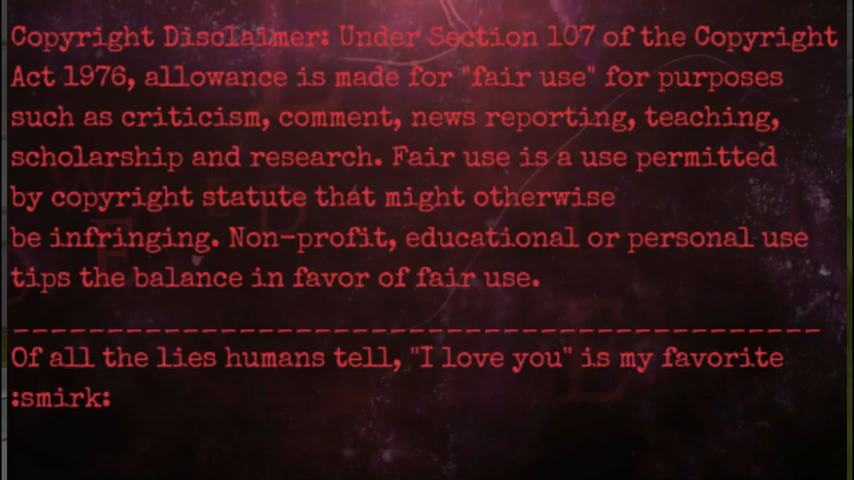 Copyright Disclaimer: Under Section 107 of the Copyright
Act 1976, allowance is made for "fair use" for purposes
such as criticism, comment, news reporting, teaching,
scholarship and research. Fair use is a use permitted
by copyright statute that might otherwise
be infringing. Non-profit, educational or personal use
tips the balance in favor of fair use.
____________________________________________
Of all the lies humans tell, "I love you" is my favorite
:smirk: